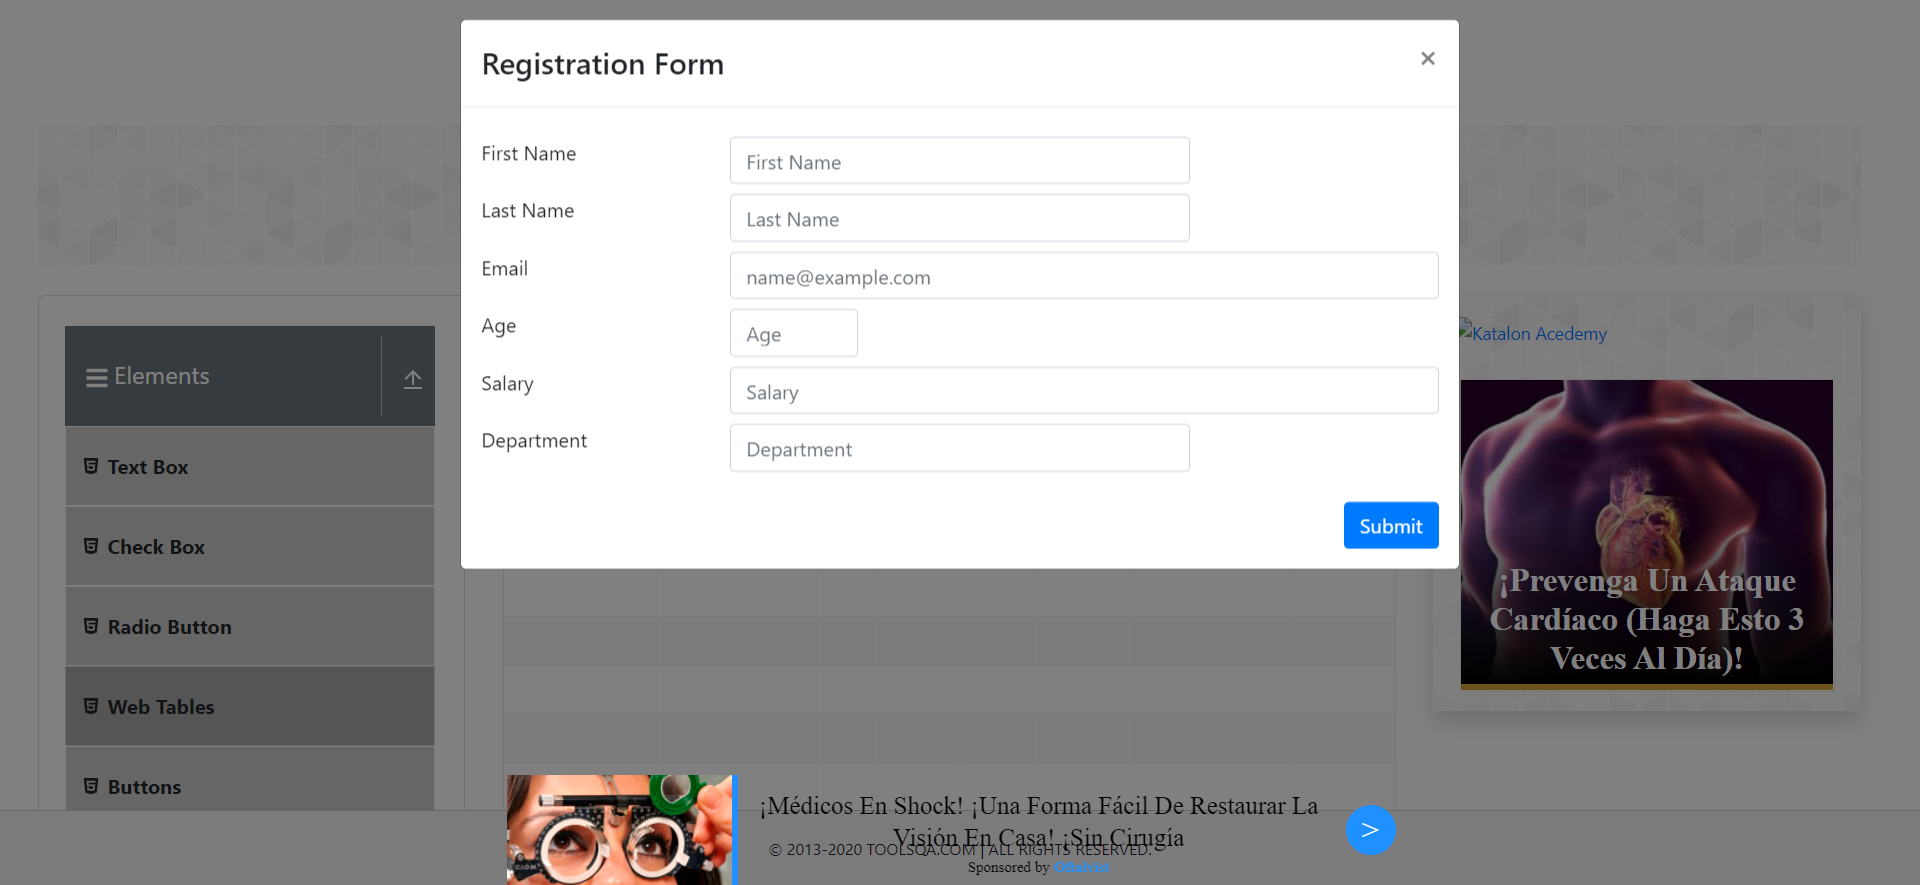 Registration Form
×
First Name
First Name
Last Name
Last Name
Email
name@example.com
Age
Age
Salary
Salary
Department
Department
Submit
Elements
Text Box
Check Box
Radio Button
Web Tables
Buttons
Katalon Acedemy
¡Prevenga Un Ataque
Cardíaco (Haga Esto 3
Veces Al Día)!
¡Médicos En Shock! ¡Una Forma Fácil De Restaurar La
Visión En Casa! ¡Sin Cirugía
>
© 2013-2020 TOOLSQA.COM | ALL RIGHTS RESERVED.
Sponsored by